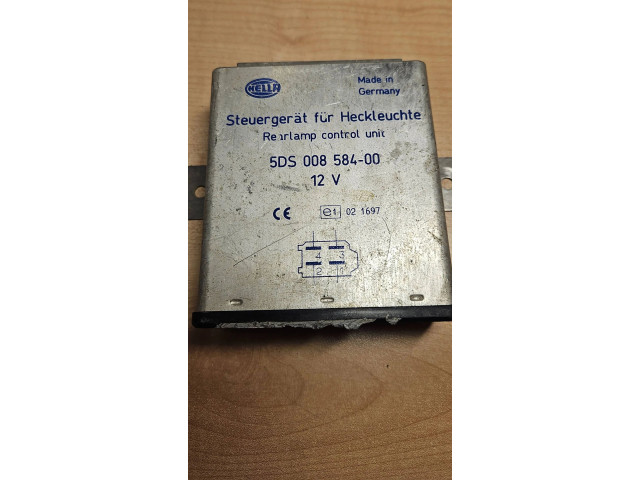 HELLA
Made in
Germany
Steuergerät für Heckleuchte
Rearlamp control unit
5DS 008 584-00
12 V
CE e1 02 1697
4 3
2 1